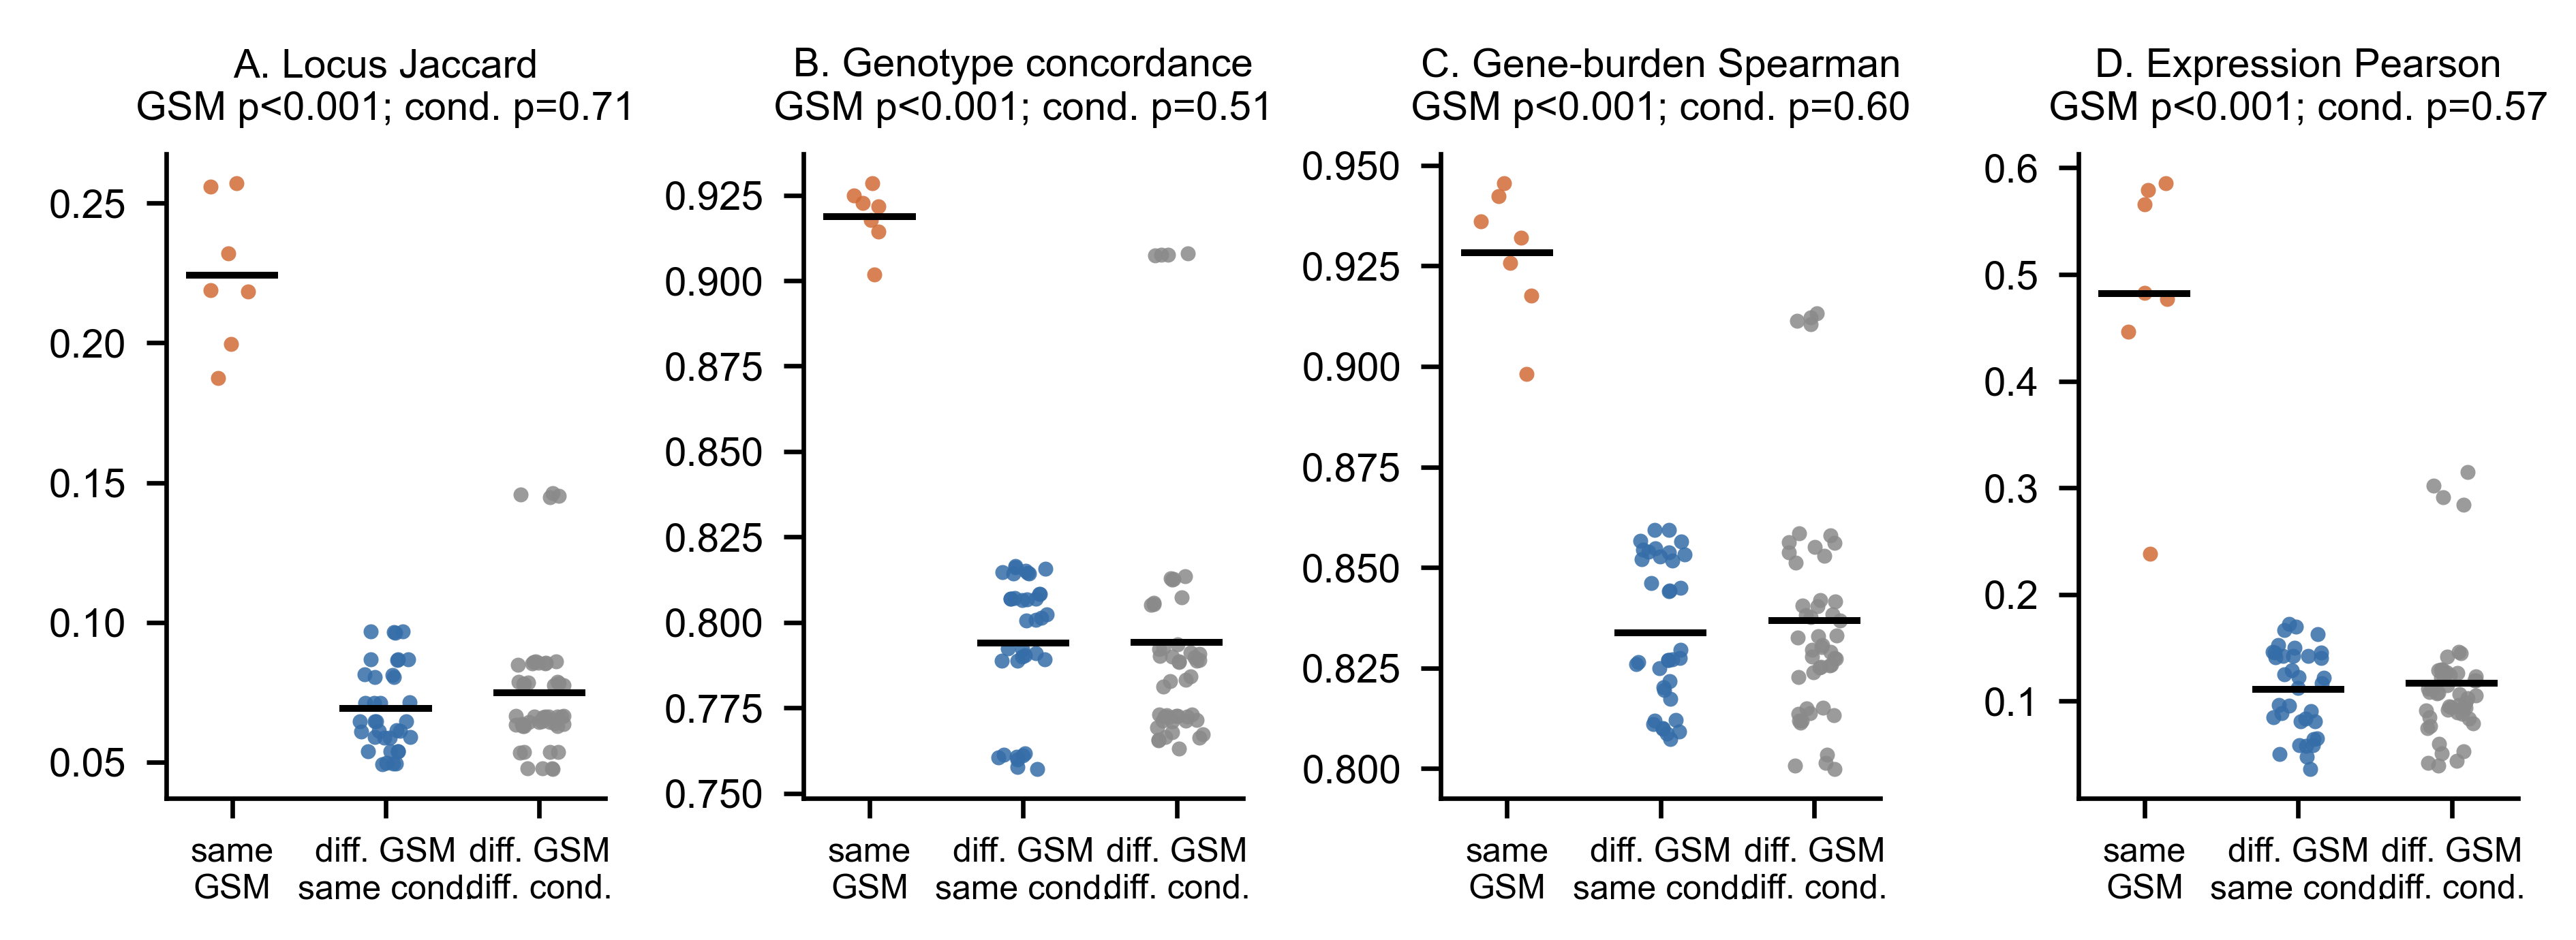 A. Locus Jaccard
GSM p<0.001; cond. p=0.71
0.25
0.20
0.15
0.10
0.05
same
GSM
diff. GSM
same cond.
diff. GSM
diff. cond.
B. Genotype concordance
GSM p<0.001; cond. p=0.51
0.925
0.900
0.875
0.850
0.825
0.800
0.775
0.750
same
GSM
diff. GSM
same cond.
diff. GSM
diff. cond.
C. Gene-burden Spearman
GSM p<0.001; cond. p=0.60
0.950
0.925
0.900
0.875
0.850
0.825
0.800
same
GSM
diff. GSM
same cond.
diff. GSM
diff. cond.
D. Expression Pearson
GSM p<0.001; cond. p=0.57
0.6
0.5
0.4
0.3
0.2
0.1
same
GSM
diff. GSM
same cond.
diff. GSM
diff. cond.